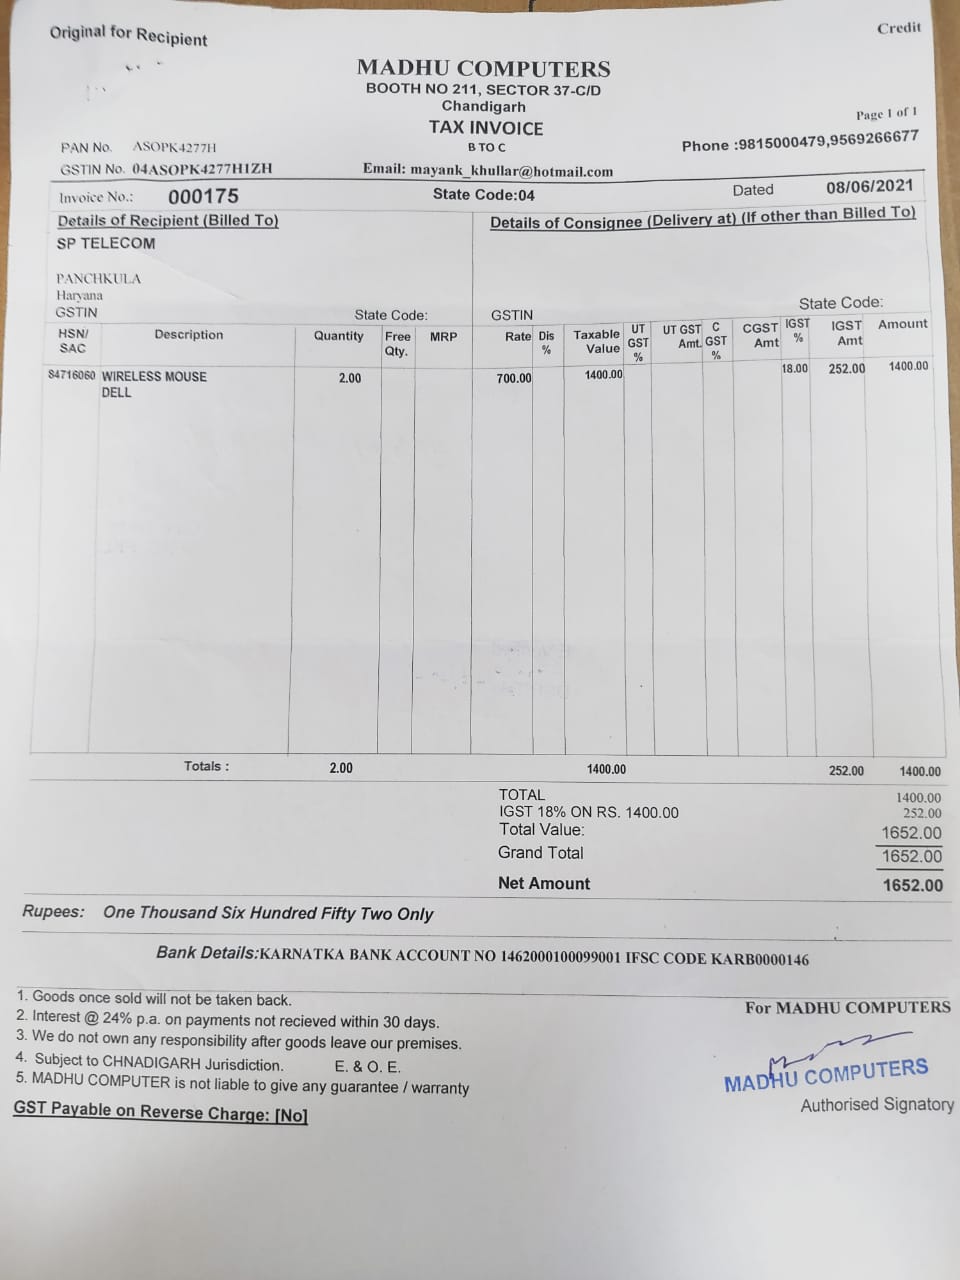 Original for Recipient
Credit
MADHU COMPUTERS
BOOTH NO 211, SECTOR 37-C/D
Chandigarh
TAX INVOICE
B TO C
Page 1 of 1
PAN No. ASOPK4277H
Phone :9815000479,9569266677
GSTIN No. 04ASOPK4277H1ZH
Email: mayank_khullar@hotmail.com
Invoice No.: 000175 State Code:04 Dated 08/06/2021
Details of Recipient (Billed To) Details of Consignee (Delivery at) (If other than Billed To)
SP TELECOM
PANCHKULA
Haryana
GSTIN State Code: GSTIN State Code:
HSN/ SAC Description Quantity Free Qty. MRP Rate Dis % Taxable Value UT GST % UT GST Amt. C GST % CGST Amt IGST % IGST Amt Amount
84716060 WIRELESS MOUSE 2.00 700.00 1400.00 18.00 252.00 1400.00
DELL
Totals : 2.00 1400.00 252.00 1400.00
TOTAL 1400.00
IGST 18% ON RS. 1400.00 252.00
Total Value: 1652.00
Grand Total 1652.00
Net Amount 1652.00
Rupees: One Thousand Six Hundred Fifty Two Only
Bank Details:KARNATKA BANK ACCOUNT NO 1462000100099001 IFSC CODE KARB0000146
1. Goods once sold will not be taken back.
2. Interest @ 24% p.a. on payments not recieved within 30 days.
3. We do not own any responsibility after goods leave our premises.
4. Subject to CHNADIGARH Jurisdiction. E. & O. E.
5. MADHU COMPUTER is not liable to give any guarantee / warranty
GST Payable on Reverse Charge: [No]
For MADHU COMPUTERS
MADHU COMPUTERS
Authorised Signatory